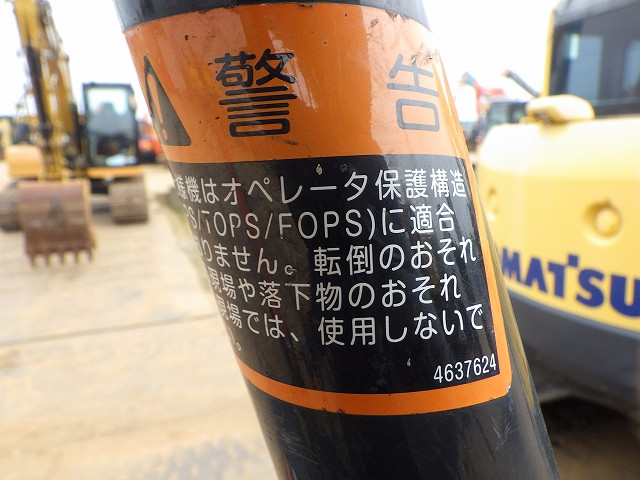 警告
機はオペレータ保護構造
S/TOPS/FOPS)に適合
りません。転倒のおそれ
現場や落下物のおそれ
現場では、使用しないで
。
4637624
MATSU